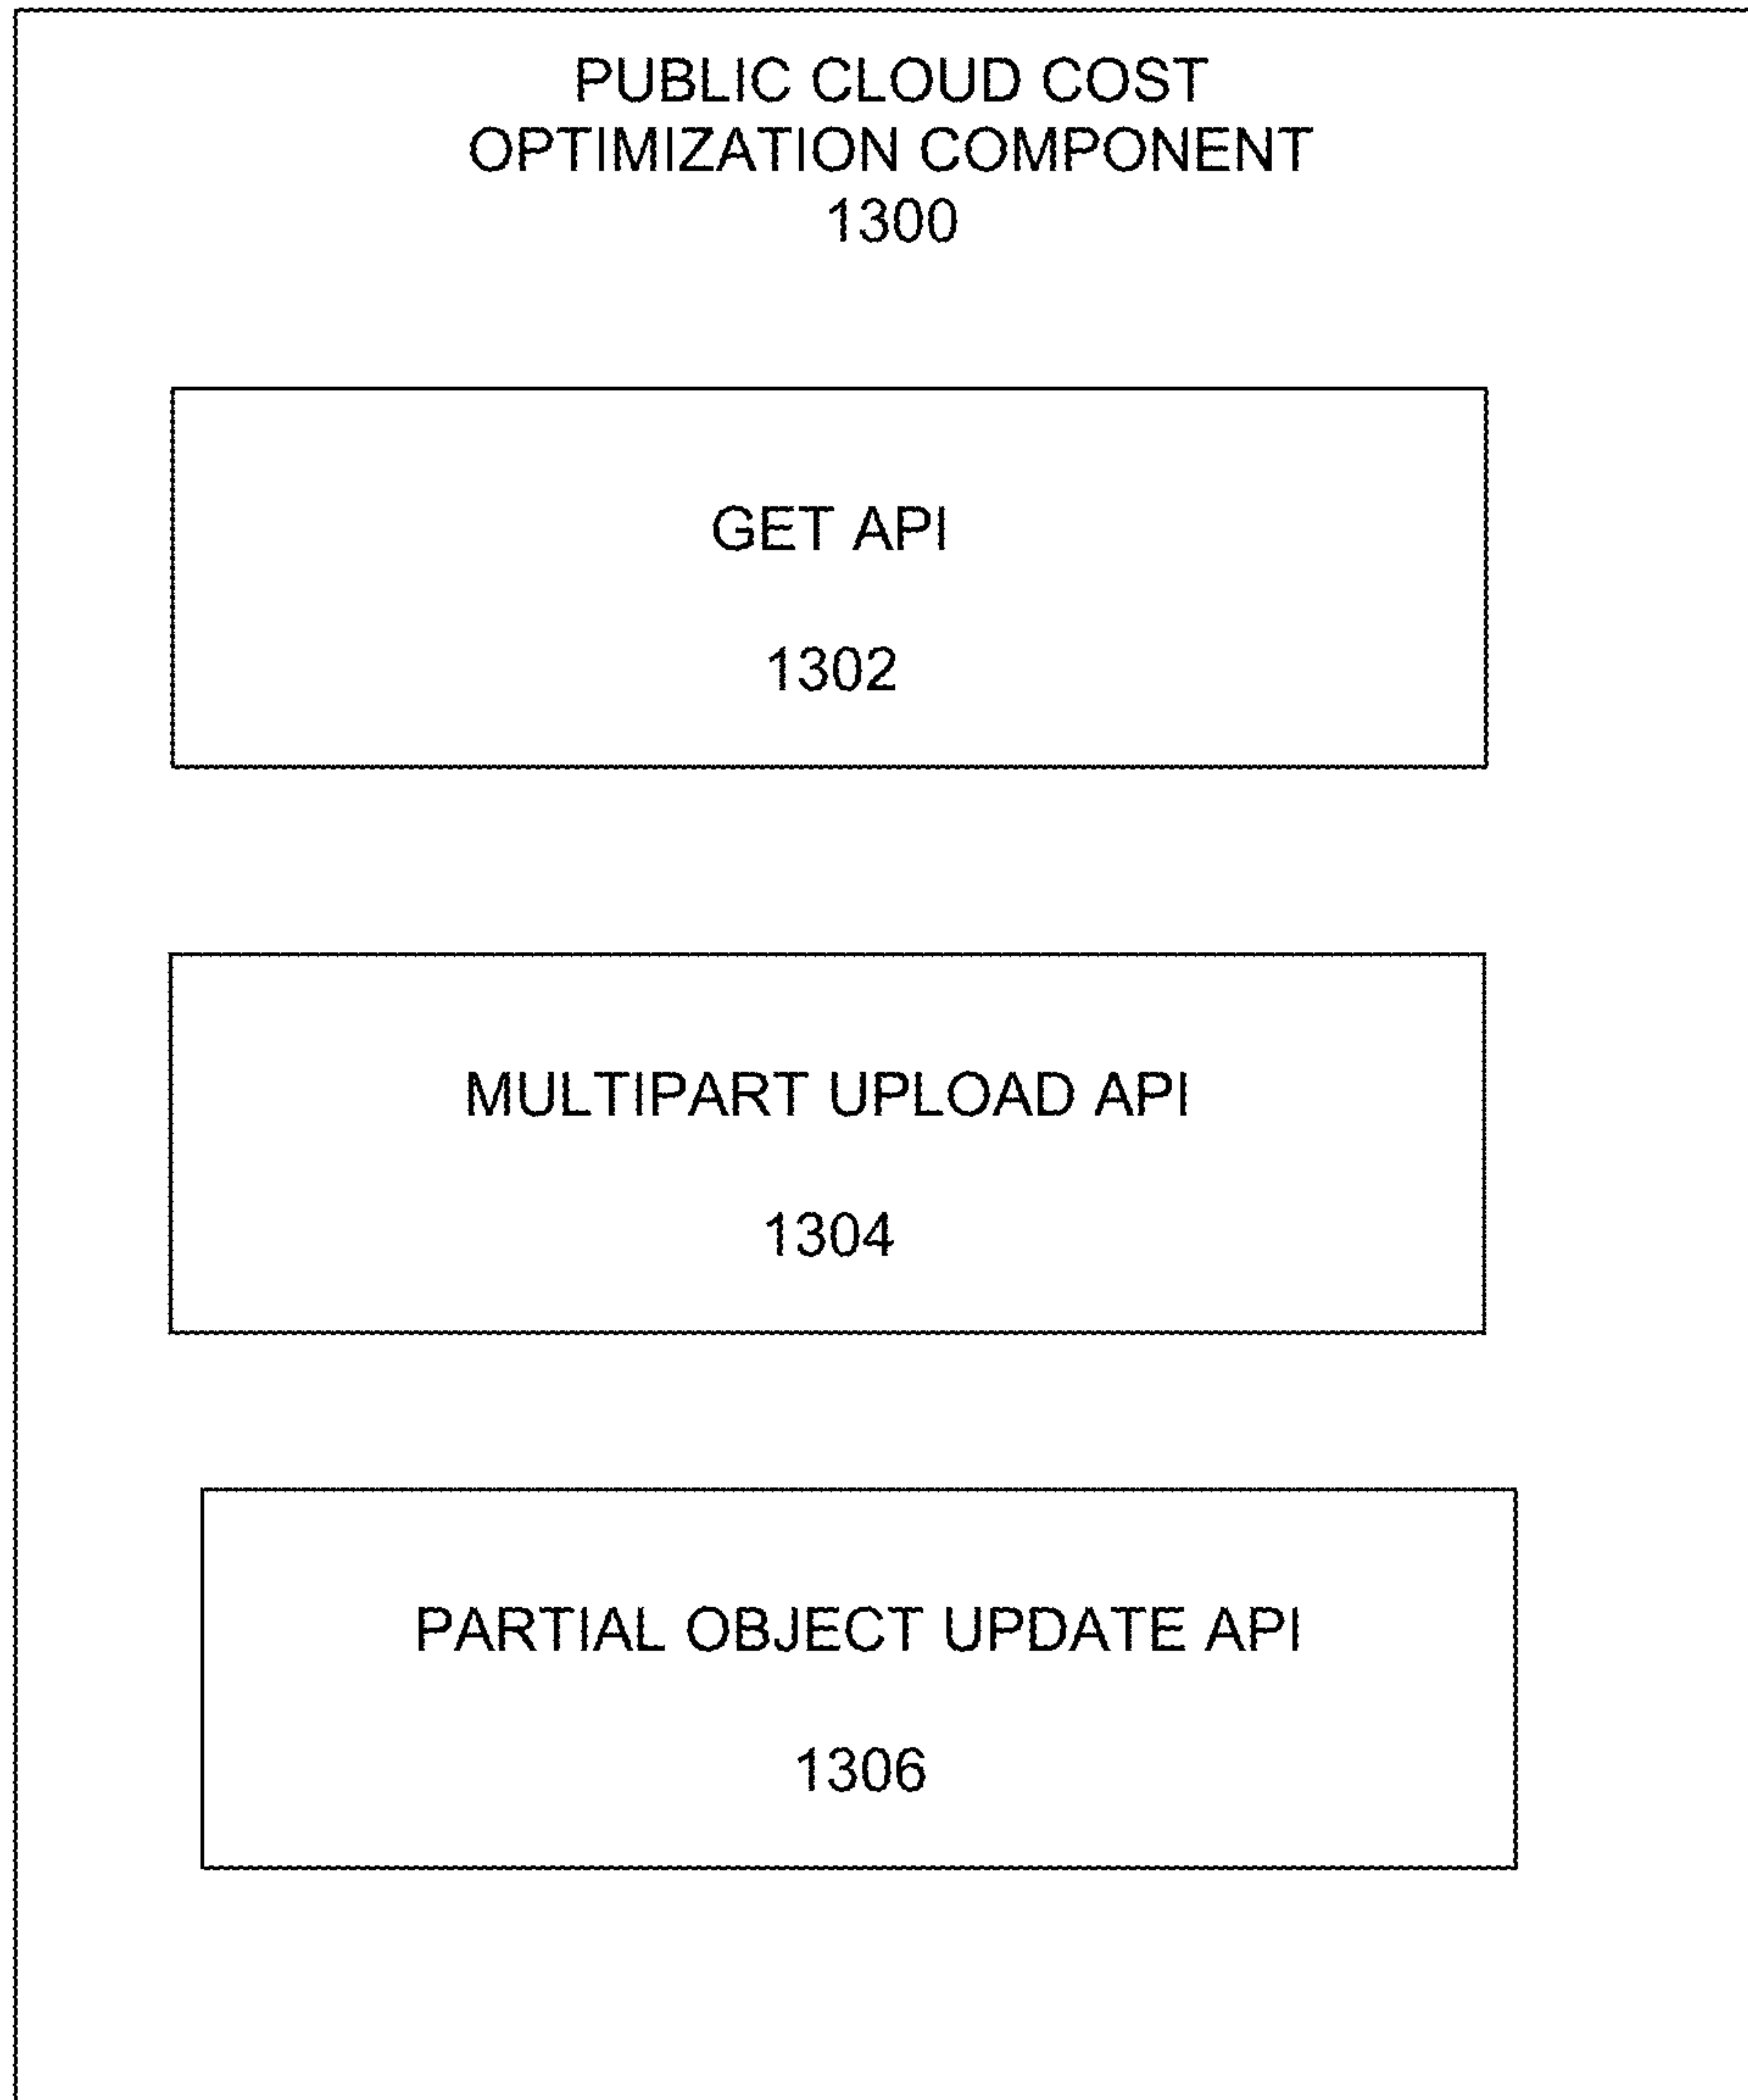 PUBLIC CLOUD COST
OPTIMIZATION COMPONENT
1300
GET API
1302
MULTIPART UPLOAD API
1304
PARTIAL OBJECT UPDATE API
1306